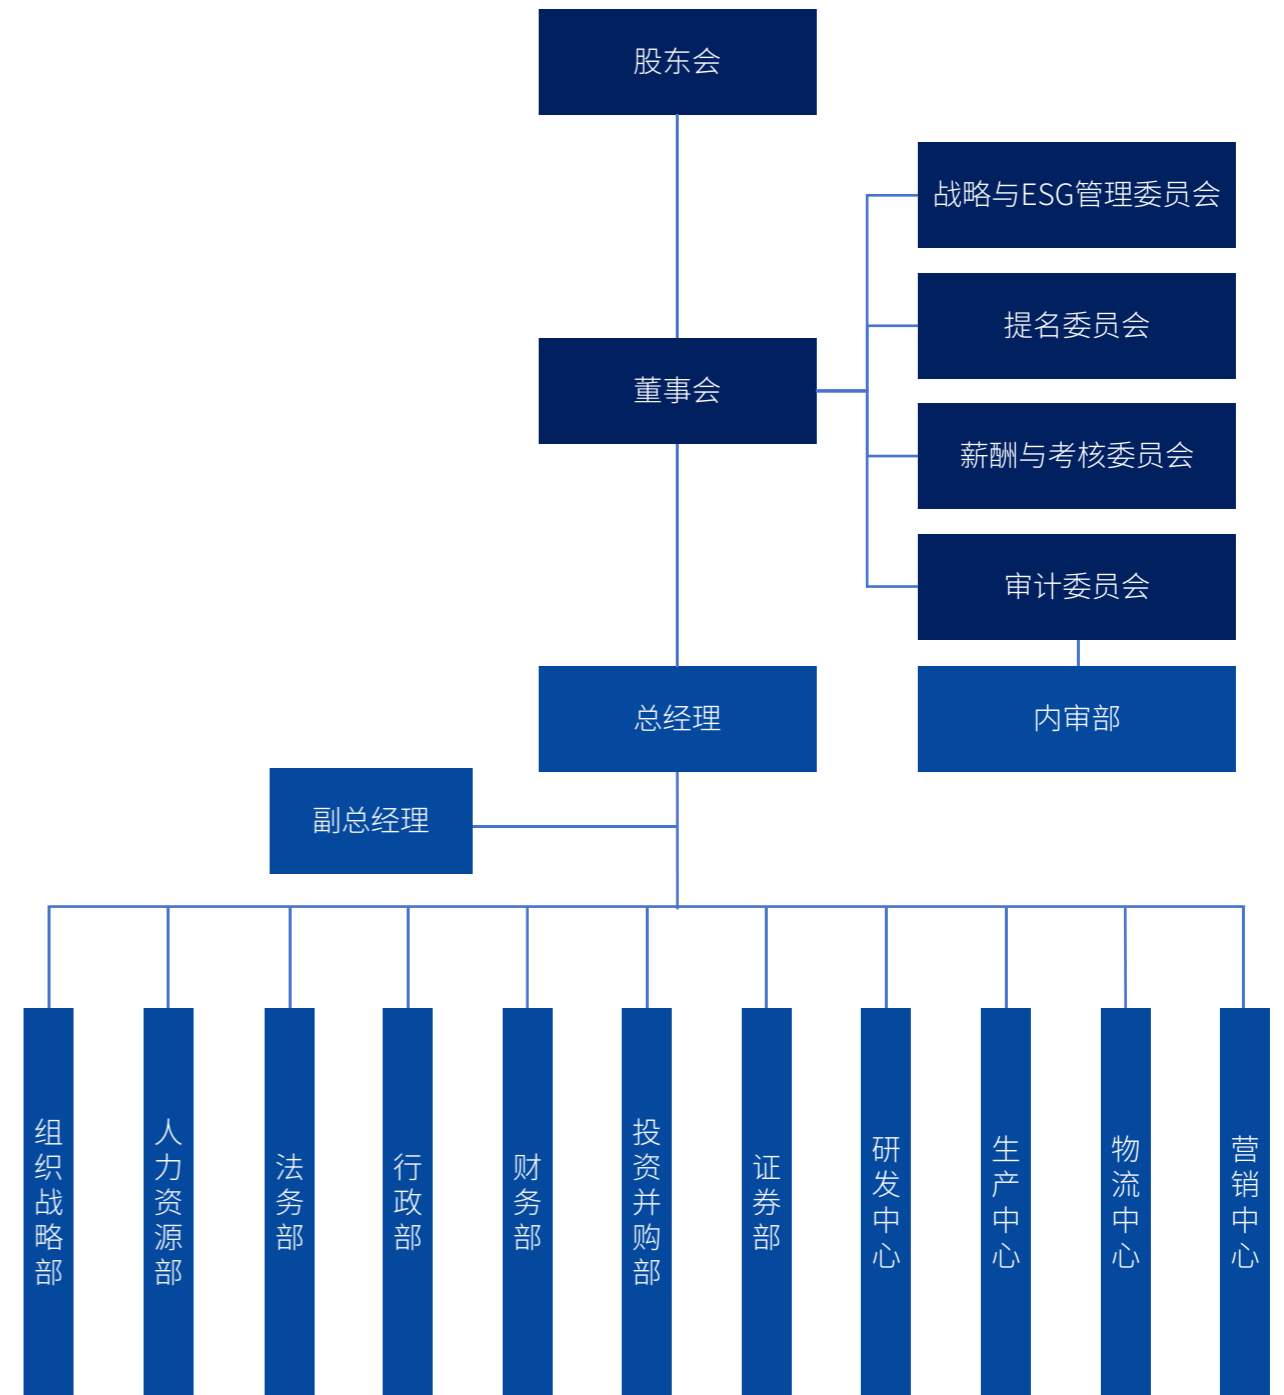 股东会
战略与ESG管理委员会
提名委员会
董事会
薪酬与考核委员会
审计委员会
总经理
内审部
副总经理
组织战略部
人力资源部
法务部
行政部
财务部
投资并购部
证券部
研发中心
生产中心
物流中心
营销中心